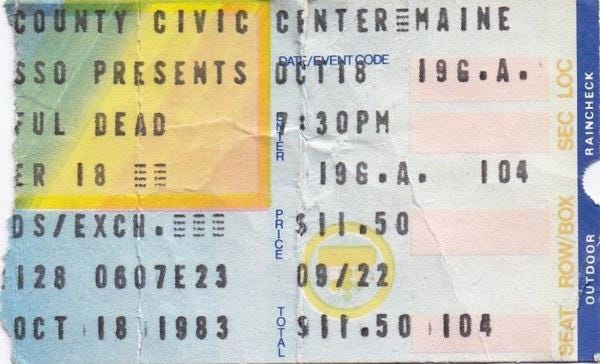 COUNTY CIVIC CENTER MAINE
SSO PRESENTS
FUL DEAD
ER 18
DS/EXCH.
128 0607E23
OCT 18 1983
DATE/EVENT CODE
OCT18 19G.A.
ENTER
7:30PM
19G.A. 104
PRICE
$11.50
09/22
TOTAL
$11.50 104
SEAT ROW/BOX SEC LOC
OUTDOOR RAINCHECK